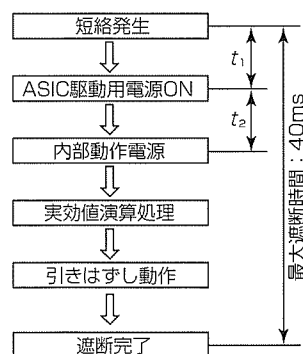 短絡発生
t₁
ASIC駆動用電源ON
t₂
内部動作電源
実効値演算処理
引きはずし動作
遮断完了
最大遮断時間：40ms